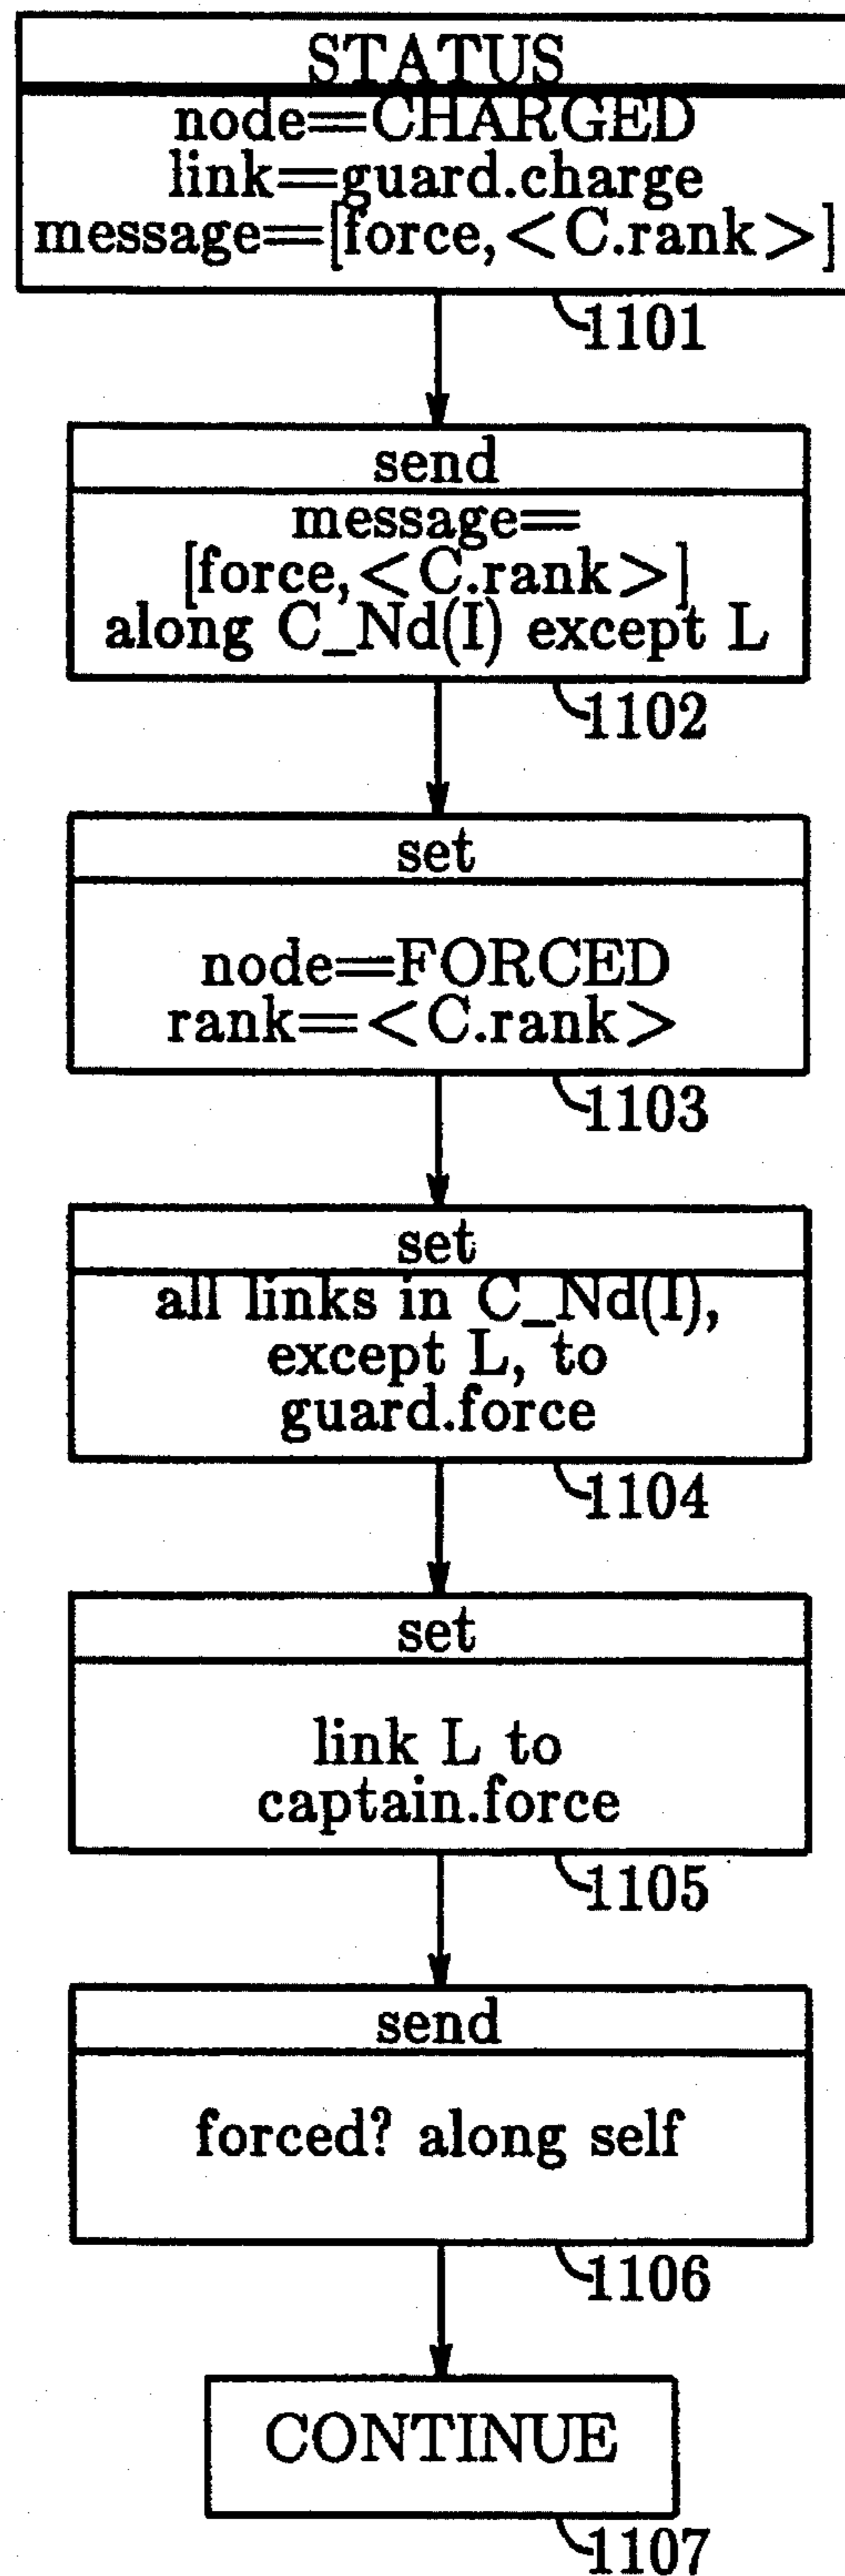 STATUS
node=CHARGED
link=guard.charge
message=[force,<C.rank>]
1101
send
message=
[force,<C.rank>]
along C_Nd(I) except L
1102
set
node=FORCED
rank=<C.rank>
1103
set
all links in C_Nd(I),
except L, to
guard.force
1104
set
link L to
captain.force
1105
send
forced? along self
1106
CONTINUE
1107